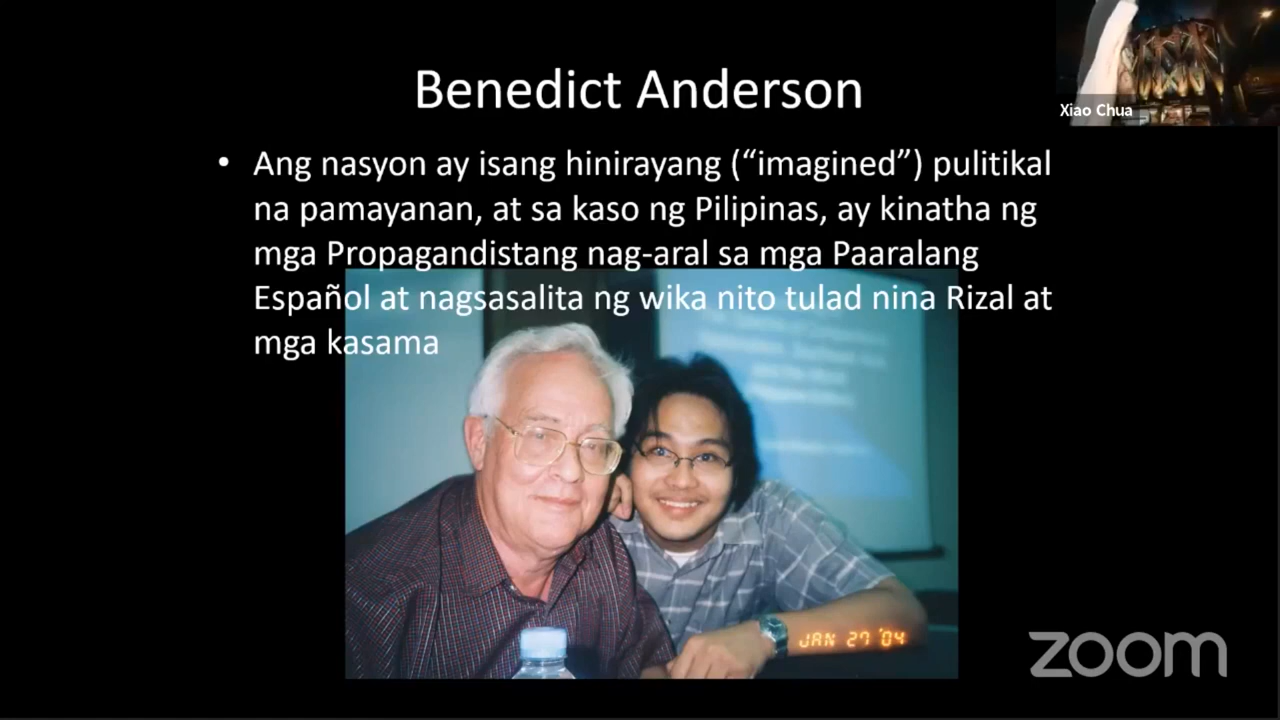 Benedict Anderson
Xiao Chua
• Ang nasyon ay isang hinirayang (“imagined”) pulitikal
na pamayanan, at sa kaso ng Pilipinas, ay kinatha ng
mga Propagandistang nag-aral sa mga Paaralang
Español at nagsasalita ng wika nito tulad nina Rizal at
mga kasama
JAN 27 '04
zoom